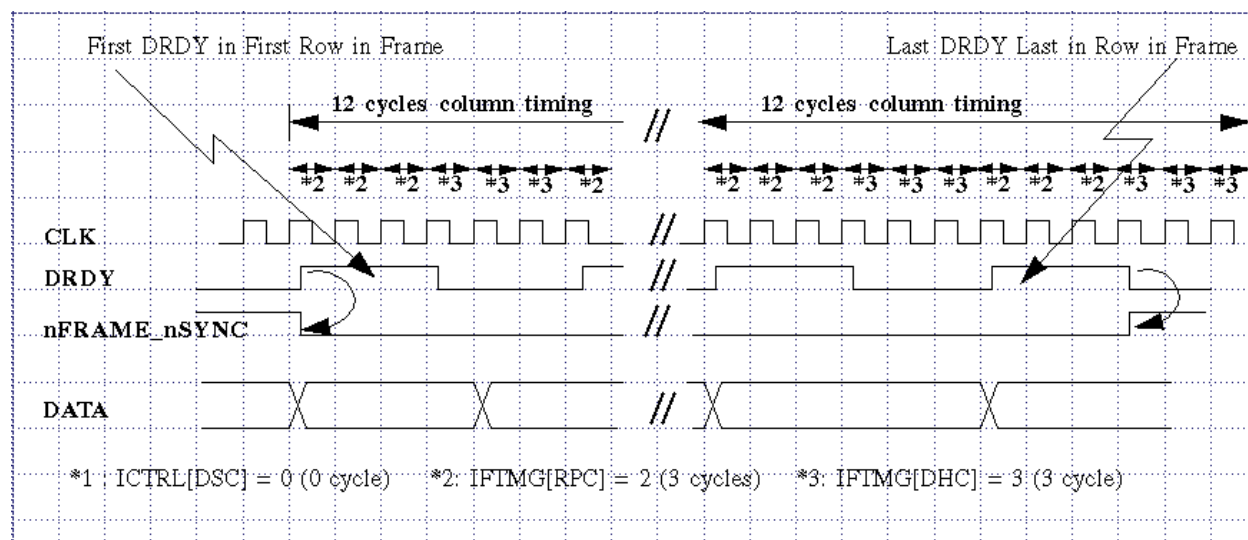 First DRDY in First Row in Frame
Last DRDY Last in Row in Frame
12 cycles column timing
12 cycles column timing
*2 *2 *2 *3 *3 *3 *2
*2 *2 *2 *3 *3 *3 *2 *2 *2 *3 *3 *3
CLK
DRDY
nFRAME_nSYNC
DATA
*1 : ICTRL[DSC] = 0 (0 cycle) *2: IFTMG[RPC] = 2 (3 cycles) *3: IFTMG[DHC] = 3 (3 cycle)